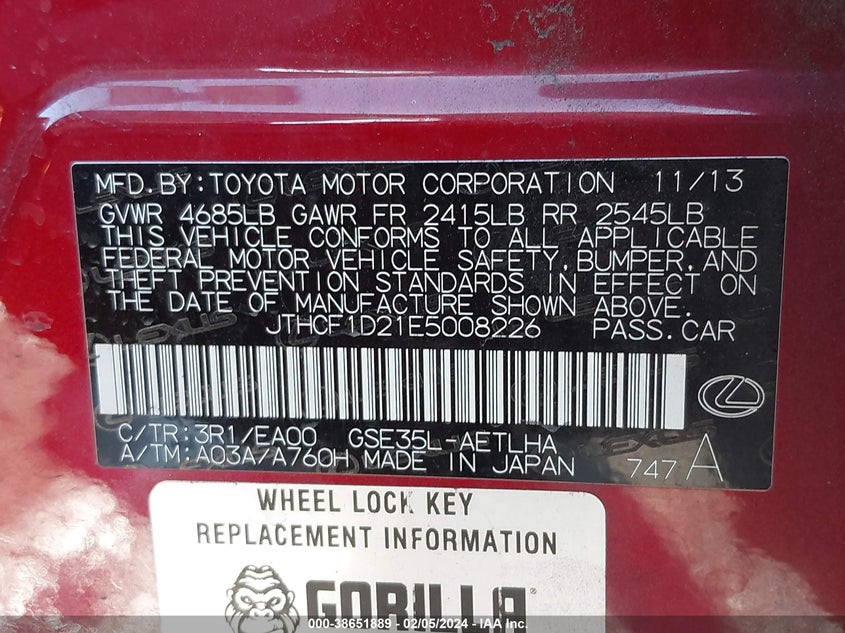 MFD.BY:TOYOTA MOTOR CORPORATION 11/13
GVWR 4685LB GAWR FR 2415LB RR 2545LB
THIS VEHICLE CONFORMS TO ALL APPLICABLE
FEDERAL MOTOR VEHICLE SAFETY,BUMPER,AND
THEFT PREVENTION STANDARDS IN EFFECT ON
THE DATE OF MANUFACTURE SHOWN ABOVE.
JTHCF1D21E5008226 PASS.CAR
C/TR:3R1/EA00 GSE35L-AETLHA
A/TM:A03A/A760H MADE IN JAPAN 747A
WHEEL LOCK KEY
REPLACEMENT INFORMATION
GORILLA®
000-38651889 - 02/05/2024 - IAAI.COM